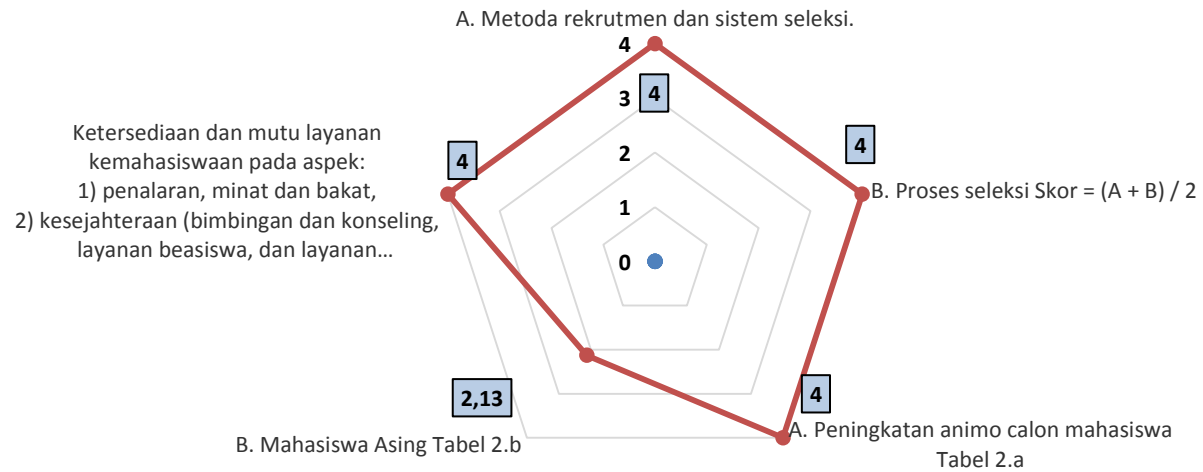 A. Metoda rekrutmen dan sistem seleksi.
4
4
3
2
1
0
4
B. Proses seleksi Skor = (A + B) / 2
4
A. Peningkatan animo calon mahasiswa
Tabel 2.a
2,13
B. Mahasiswa Asing Tabel 2.b
4
Ketersediaan dan mutu layanan
kemahasiswaan pada aspek:
1) penalaran, minat dan bakat,
2) kesejahteraan (bimbingan dan konseling,
layanan beasiswa, dan layanan…